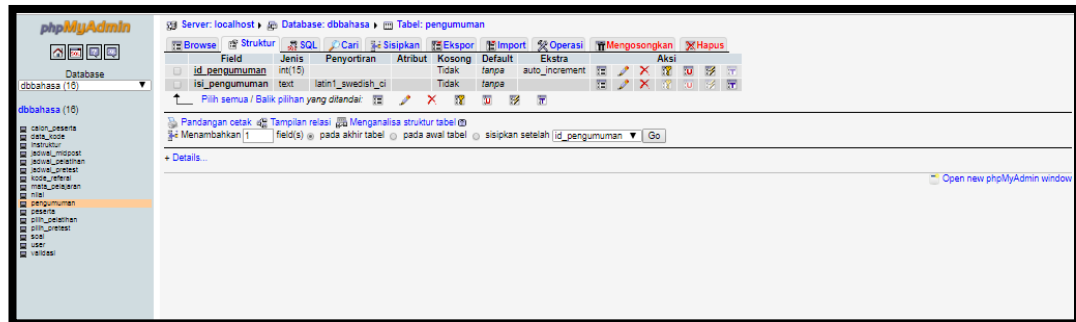 phpMyAdmin
Database
dbbahasa (16)
dbbahasa (16)
calon_peserta
data_kode
instruktur
jadwal_midpost
jadwal_pelatihan
jadwal_pretest
kode_referal
mata_pelajaran
nilai
pengumuman
peserta
pilih_pelatihan
pilih_pretest
soal
user
validasi
Server: localhost Database: dbbahasa Tabel: pengumuman
Browse Struktur SQL Cari Sisipkan Ekspor Import Operasi Mengosongkan Hapus
Field Jenis Penyortiran Atribut Kosong Default Ekstra Aksi
id_pengumuman int(15) Tidak tanpa auto_increment
isi_pengumuman text latin1_swedish_ci Tidak tanpa
Pilih semua / Balik pilihan yang ditandai:
Pandangan cetak Tampilan relasi Menganalisa struktur tabel
Menambahkan 1 field(s) pada akhir tabel pada awal tabel sisipkan setelah id_pengumuman Go
+ Details...
Open new phpMyAdmin window